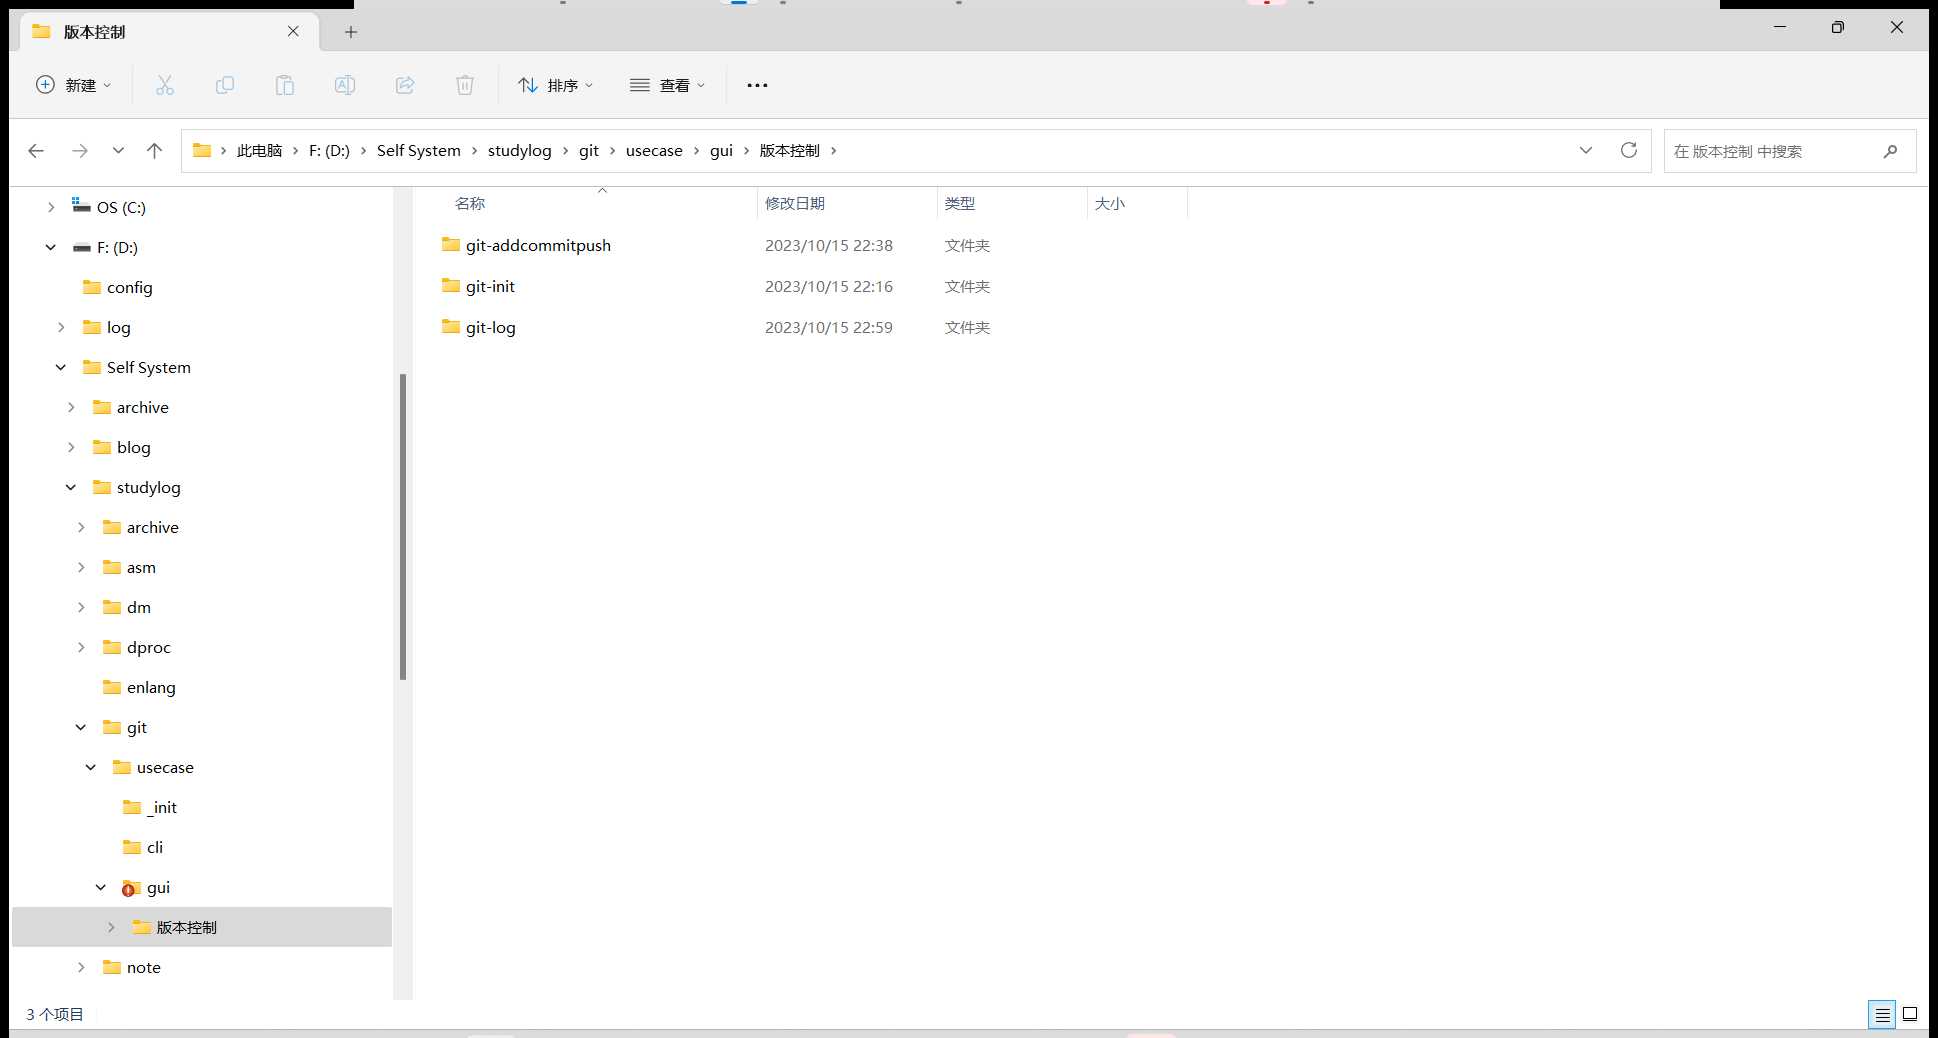 版本控制
新建
排序
查看
此电脑 F: (D:) Self System studylog git usecase gui 版本控制
在 版本控制 中搜索
OS (C:)
F: (D:)
config
log
Self System
archive
blog
studylog
archive
asm
dm
dproc
enlang
git
usecase
_init
cli
gui
版本控制
note
名称 修改日期 类型 大小
git-addcommitpush 2023/10/15 22:38 文件夹
git-init 2023/10/15 22:16 文件夹
git-log 2023/10/15 22:59 文件夹
3 个项目